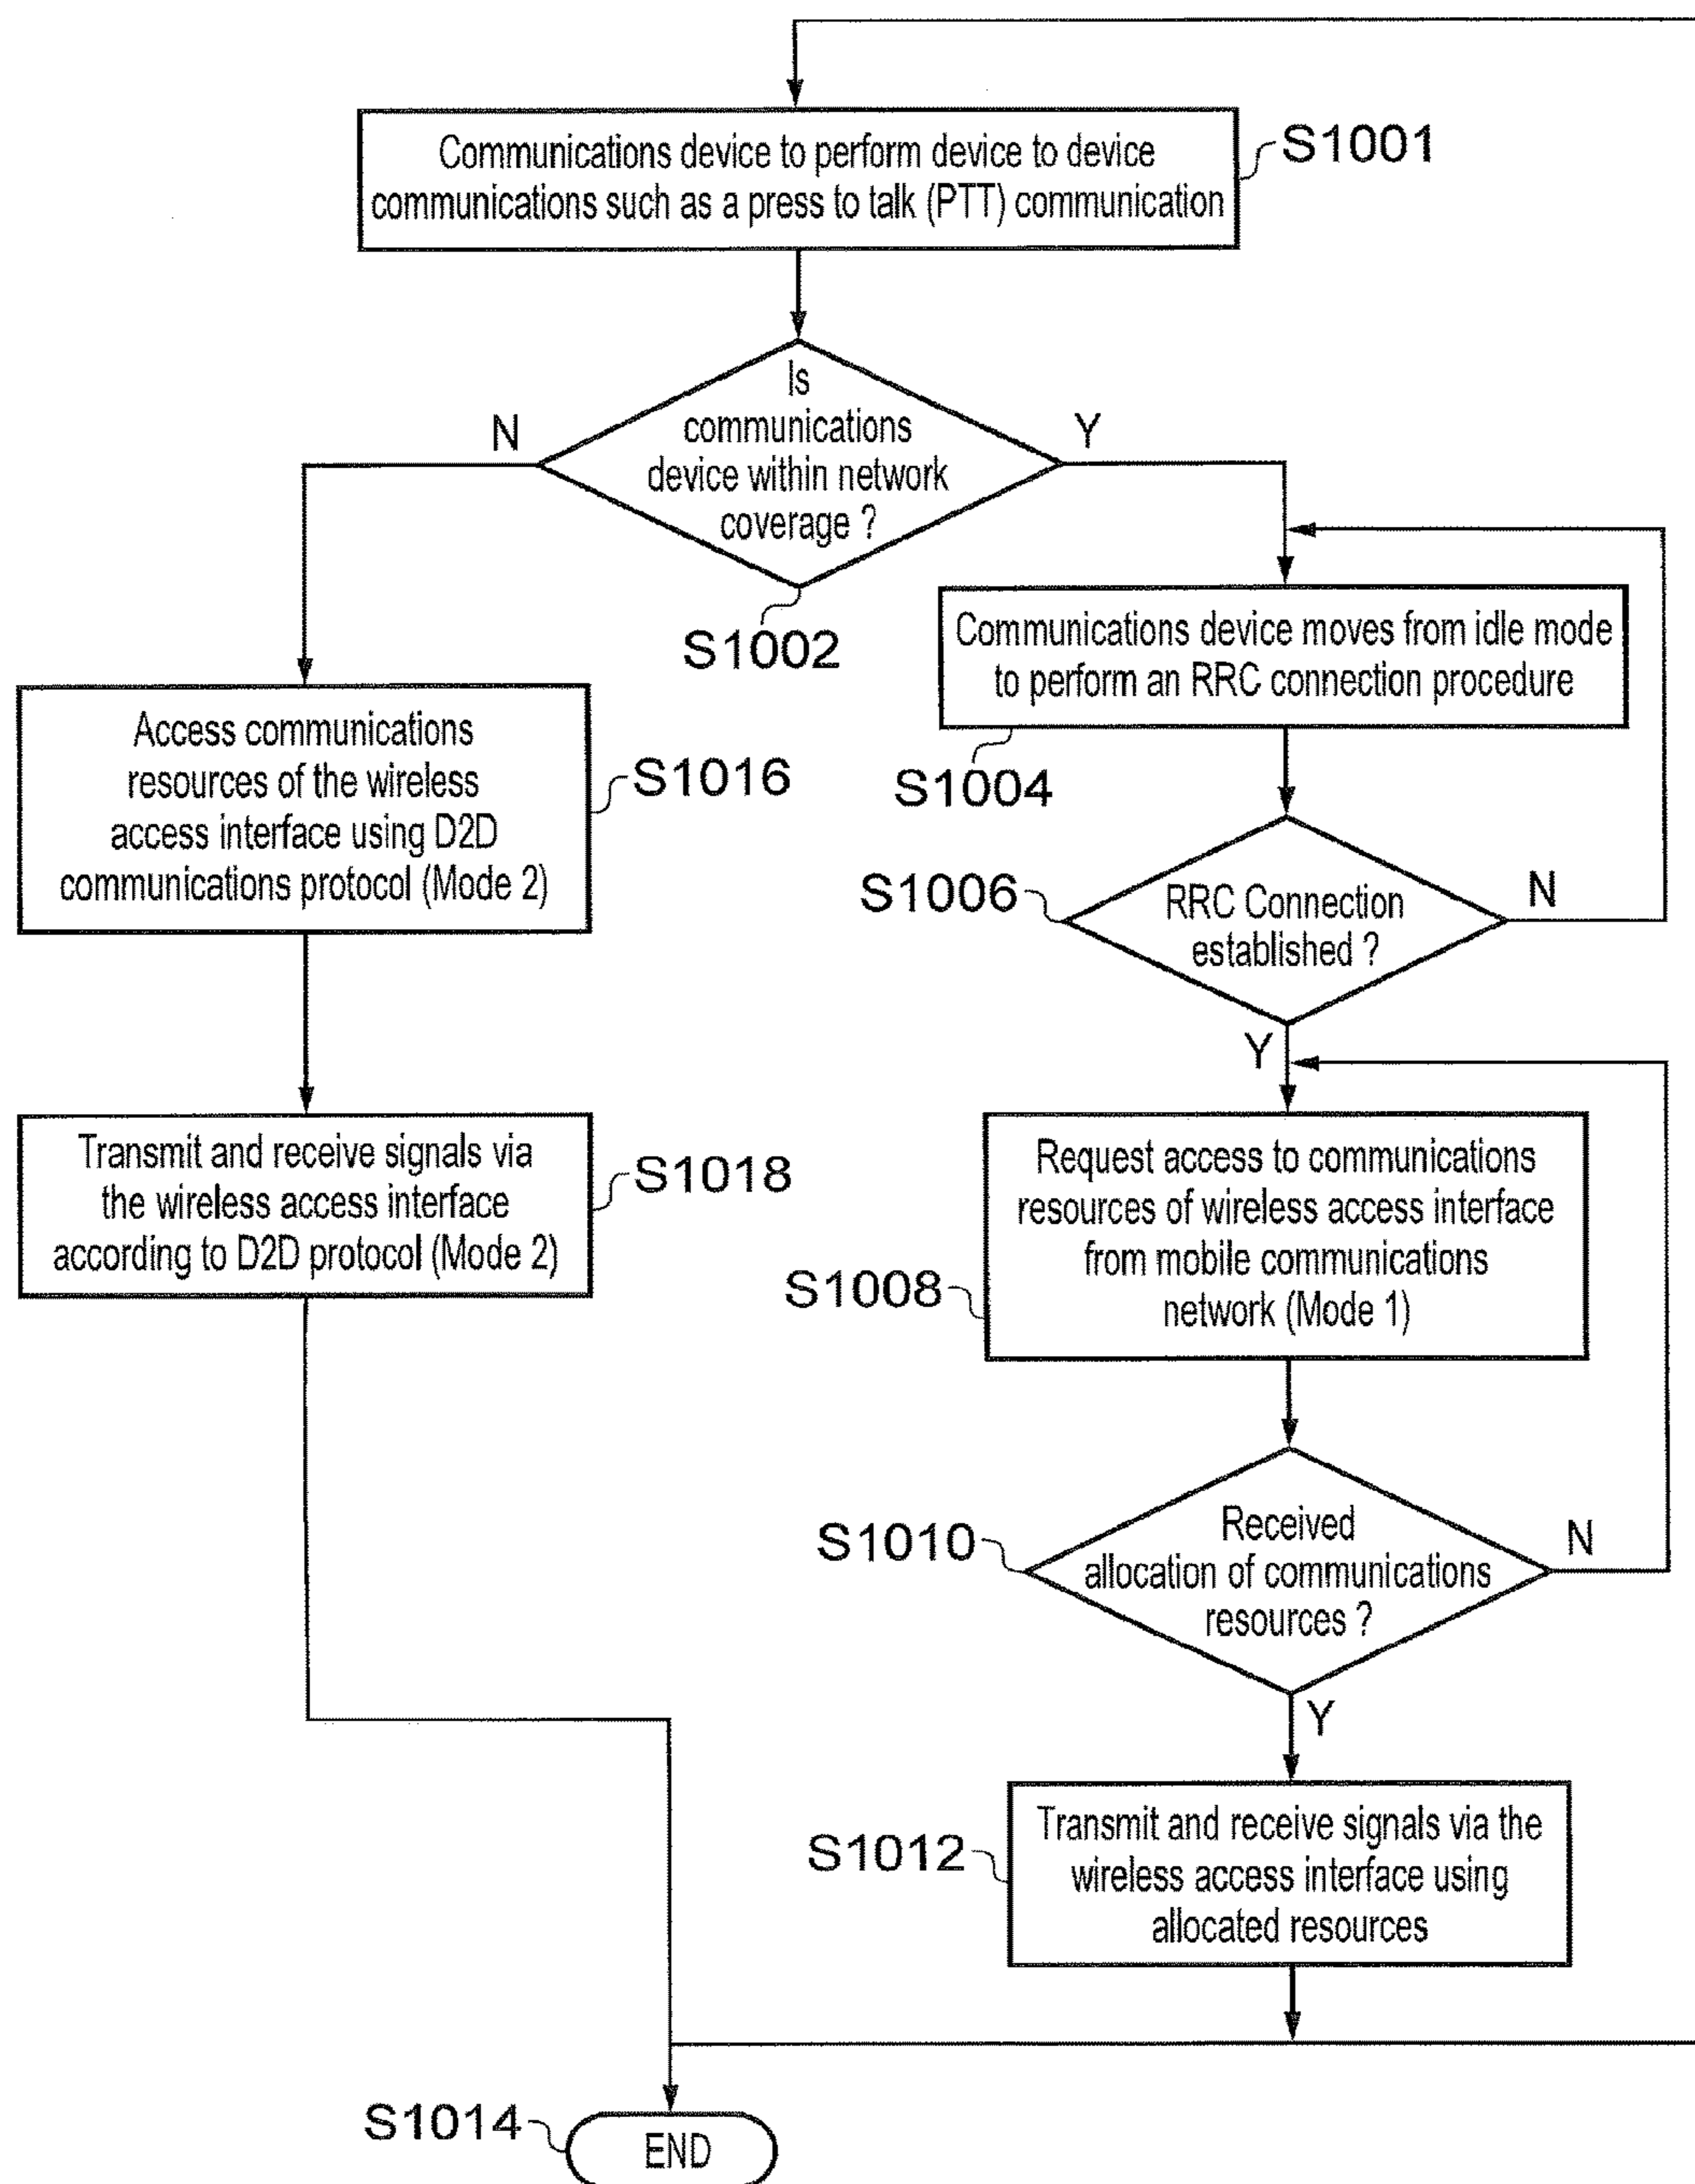 Communications device to perform device to device
communications such as a press to talk (PTT) communication
S1001
Is
communications
device within network
coverage ?
N
Y
S1002
Communications device moves from idle mode
to perform an RRC connection procedure
S1004
Access communications
resources of the wireless
access interface using D2D
communications protocol (Mode 2)
S1016
S1006
RRC Connection
established ?
N
Y
Transmit and receive signals via
the wireless access interface
according to D2D protocol (Mode 2)
S1018
Request access to communications
resources of wireless access interface
from mobile communications
network (Mode 1)
S1008
S1010
Received
allocation of communications
resources ?
N
Y
Transmit and receive signals via the
wireless access interface using
allocated resources
S1012
S1014
END